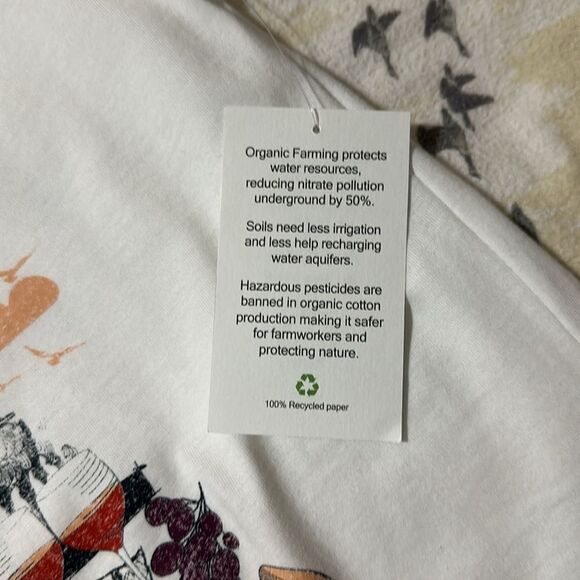 Organic Farming protects
water resources,
reducing nitrate pollution
underground by 50%.
Soils need less irrigation
and less help recharging
water aquifers.
Hazardous pesticides are
banned in organic cotton
production making it safer
for farmworkers and
protecting nature.
100% Recycled paper